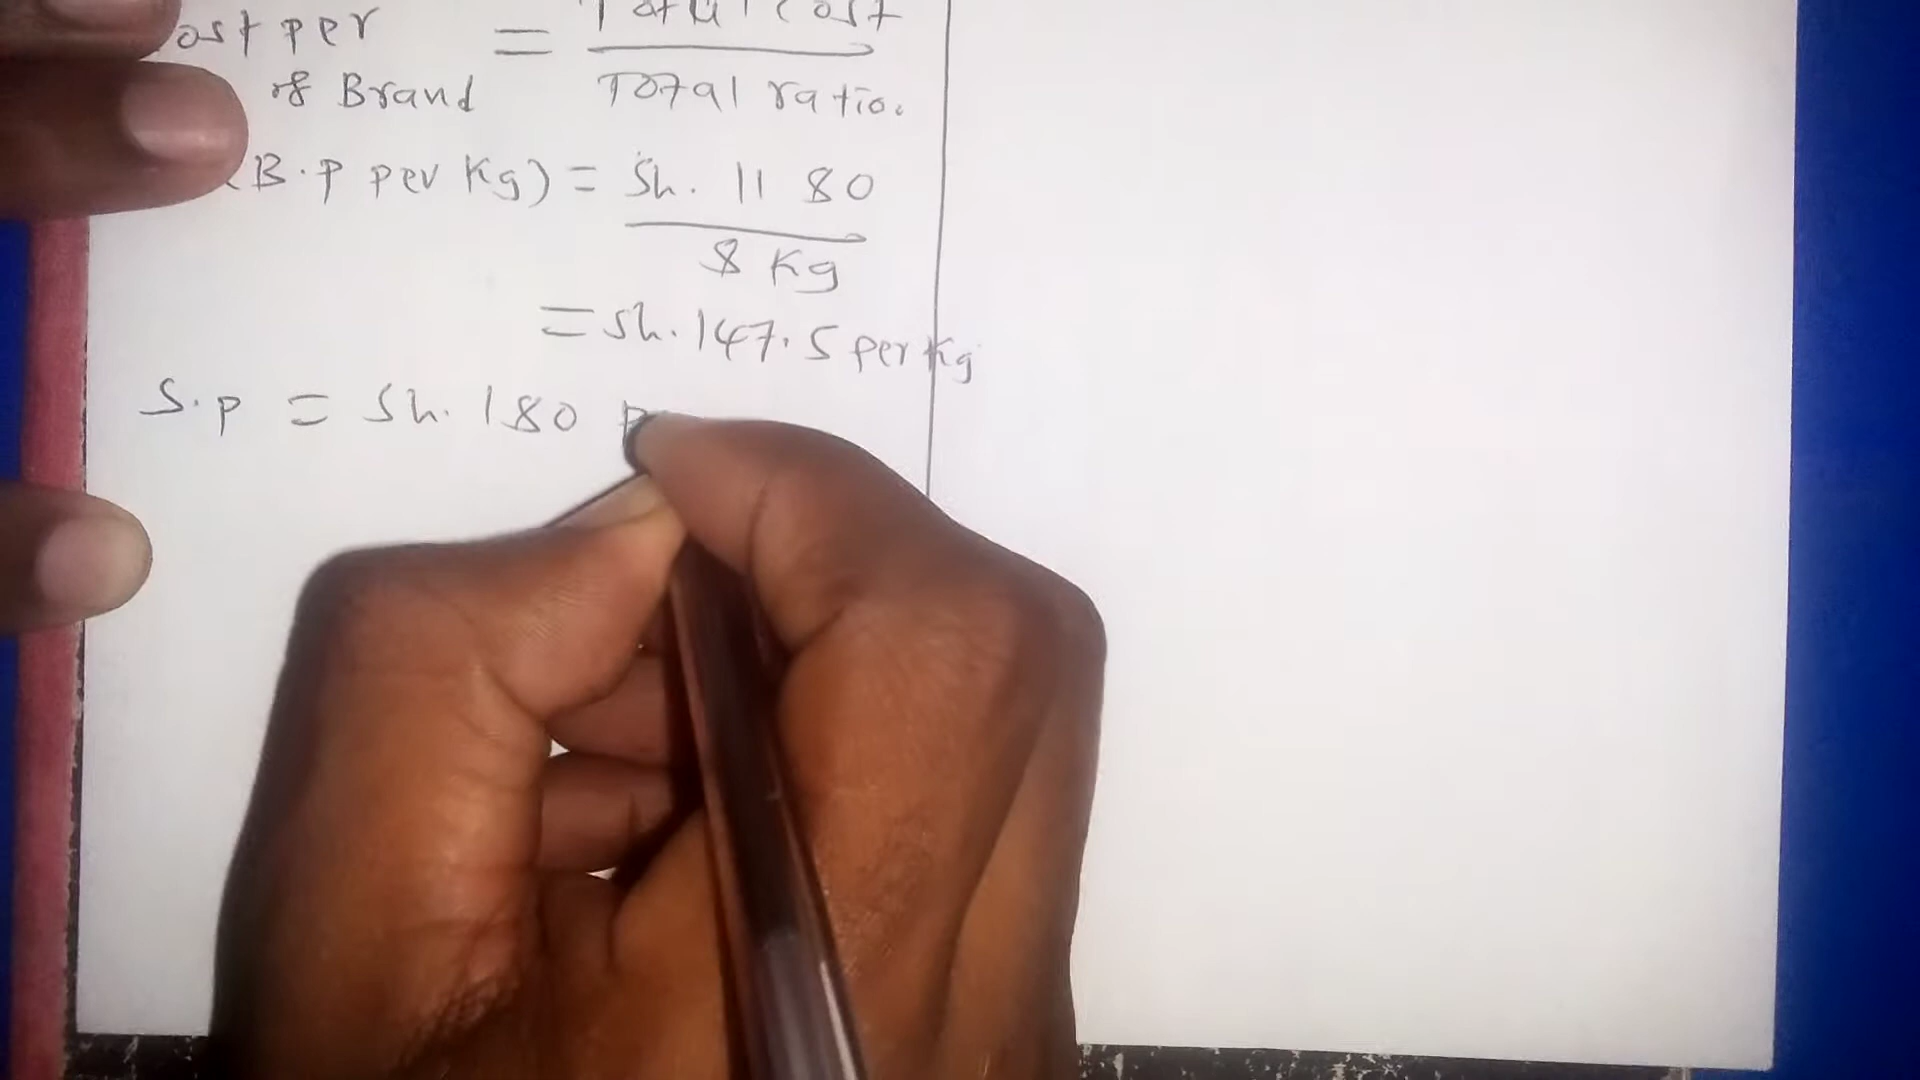 ost per = Total Cost
of Brand Total ratio.
(B.P per Kg) = Sh. 1180
8 Kg
= Sh. 147.5 per Kg
S.p = Sh. 180 p